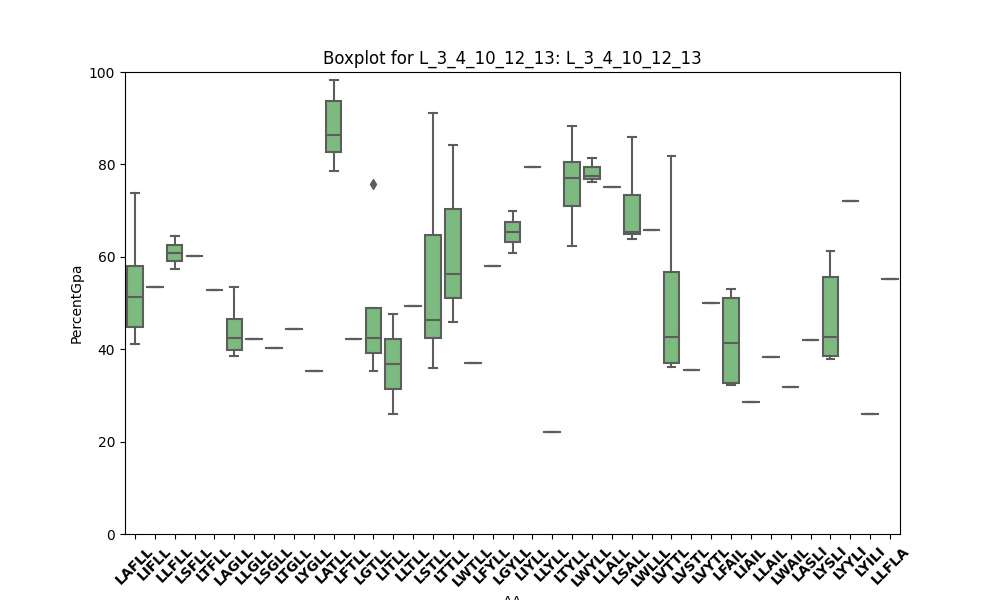 Boxplot for L_3_4_10_12_13: L_3_4_10_12_13
100
80
60
40
20
0
PercentGpa
LAFLL
LIFLL
LLFLL
LSFLL
LTFLL
LAGLL
LLGLL
LSGLL
LTGLL
LYGLL
LATLL
LFTLL
LGTLL
LITLL
LLTLL
LSTLL
LTTLL
LWTLL
LFYLL
LGYLL
LIYLL
LLYLL
LTYLL
LWYLL
LLALL
LSALL
LWLLL
LVTTL
LVSTL
LVYTL
LFAIL
LIAIL
LLAIL
LWAIL
LASLI
LYSLI
LYYLI
LYILI
LLFLA
AA